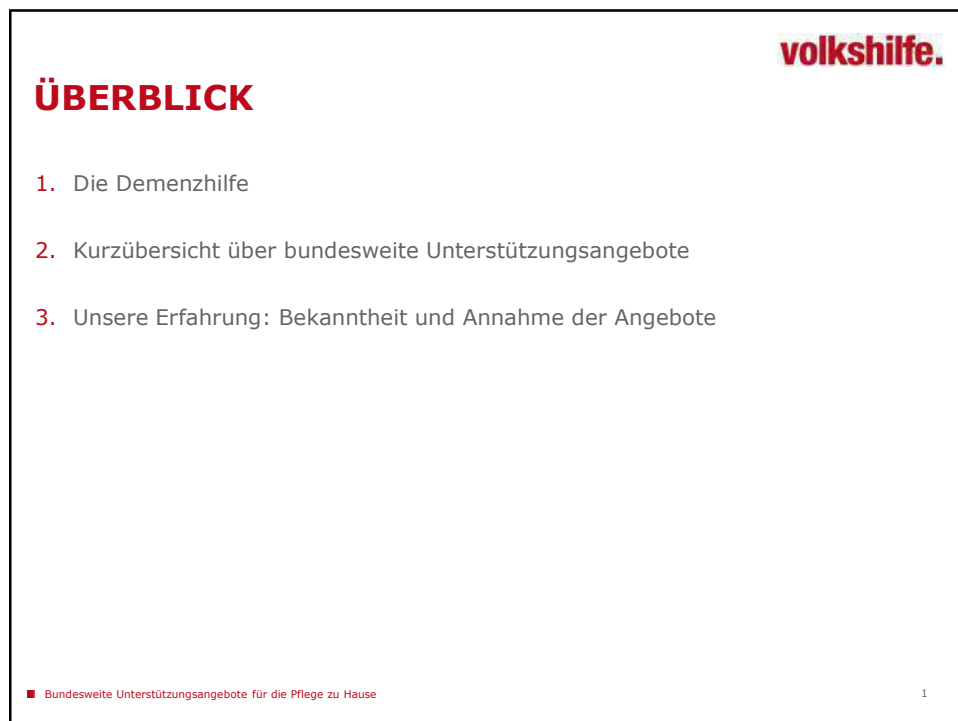 volkshilfe.
ÜBERBLICK
1. Die Demenzhilfe
2. Kurzübersicht über bundesweite Unterstützungsangebote
3. Unsere Erfahrung: Bekanntheit und Annahme der Angebote
Bundesweite Unterstützungsangebote für die Pflege zu Hause 1